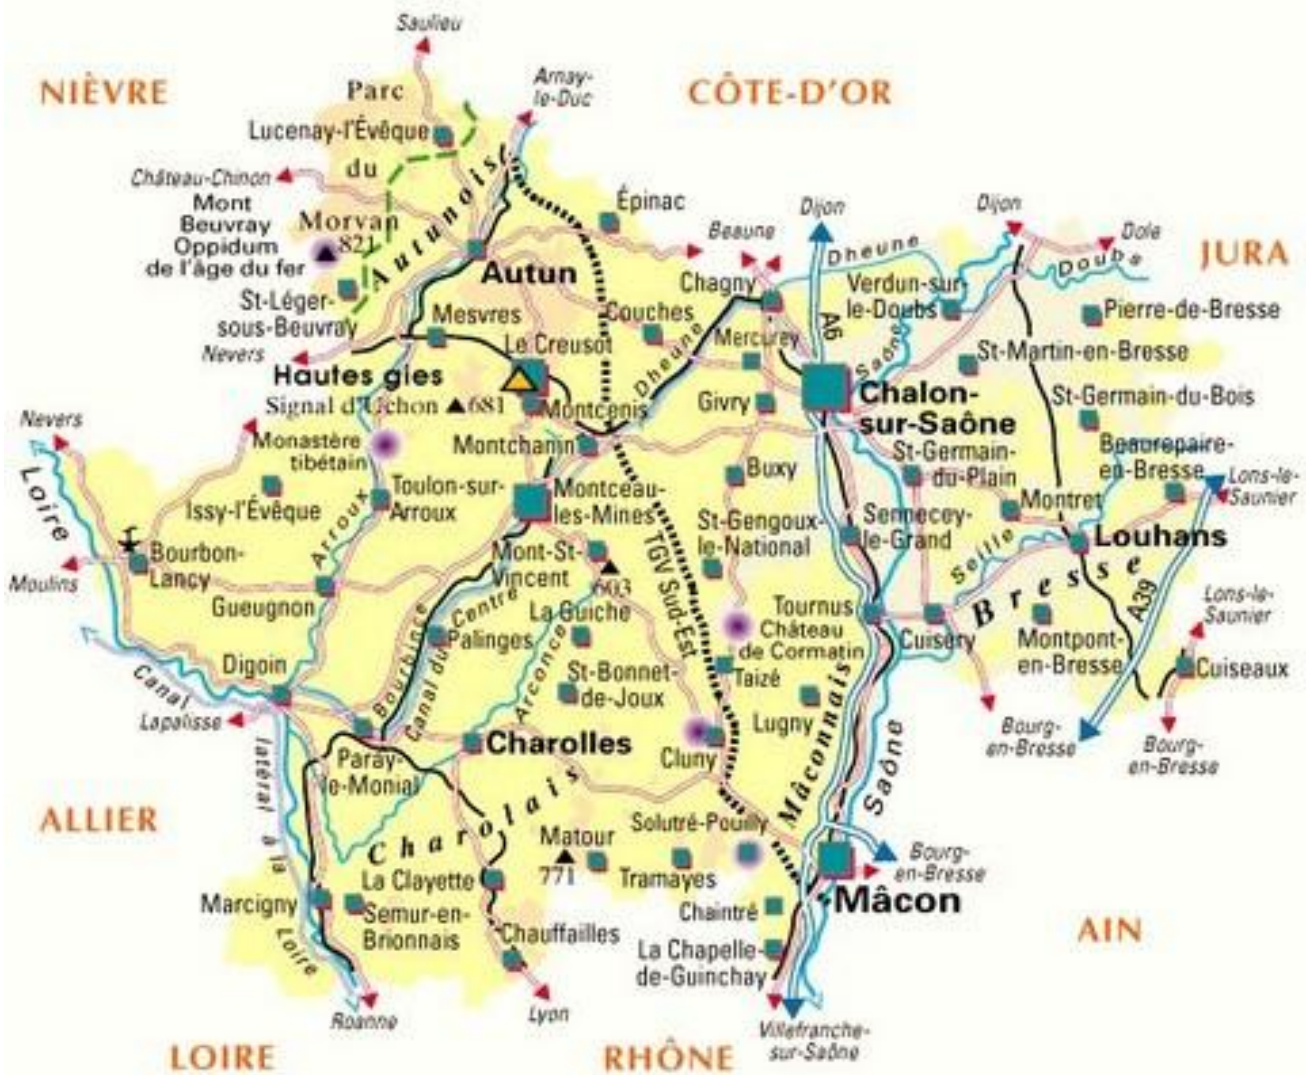 Saulieu
NIÈVRE
Parc
Arnay-
le-Duc
CÔTE-D'OR
Lucenay-l'Évêque
du
Château-Chinon
Mont
Beuvray
Oppidum
de l'âge du fer
Morvan
821
Autunois
Épinac
Beaune
Dijon
Dheune
Dijon
Dole
Doubs
JURA
Autun
St-Léger-
sous-Beuvray
Chagny
Verdun-sur-
le-Doubs
Pierre-de-Bresse
Nevers
Mesvres
Couches
Mercurey
A6
Le Creusot
Dheune
Saône
St-Martin-en-Bresse
Hautes gies
Signal d'Uchon
681
Montcenis
Givry
Chalon-
sur-Saône
St-Germain-du-Bois
Nevers
Monastère
tibétain
Montchanin
Buxy
St-Germain-
du-Plain
Beaurepaire-
en-Bresse
Lons-le-
Saunier
Loire
Issy-l'Évêque
Toulon-sur-
Arroux
Montceau-
les-Mines
St-Gengoux-
le-National
Sennecey-
le-Grand
Montret
Louhans
Arroux
Moulins
Bourbon-
Lancy
Mont-St-
Vincent
603
TGV Sud-Est
Seille
Bresse
A39
Gueugnon
La Guiche
Tournus
Cuisery
Montpont-
en-Bresse
Lons-le-
Saunier
Bourbince
Canal du Centre
Palinges
Château
de Cormatin
Digoin
Arconce
St-Bonnet-
de-Joux
Taizé
Cuiseaux
Canal
Lapalisse
latéral à la
Loire
Lugny
Mâconnais
Saône
Bourg-
en-Bresse
Bourg-
en-Bresse
Paray-
le-Monial
Charolles
Cluny
ALLIER
Charolais
Matour
771
Solutré-Pouilly
Tramayes
Bourg-
en-Bresse
La Clayette
Marcigny
Semur-en-
Brionnais
Chaintré
Mâcon
AIN
Chauffailles
La Chapelle-
de-Guinchay
Roanne
Lyon
Villefranche-
sur-Saône
LOIRE
RHÔNE